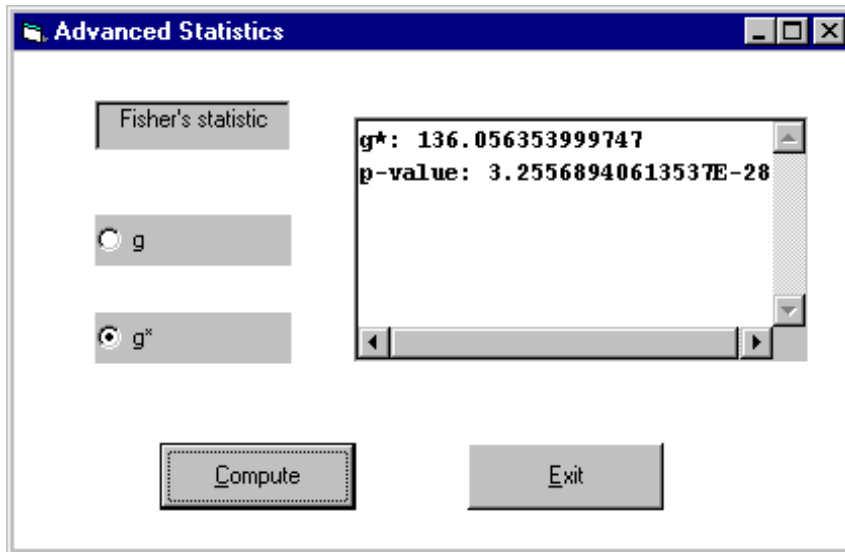 Advanced Statistics
Fisher's statistic
g*: 136.056353999747
p-value: 3.25568940613537E-28
g
g*
Compute
Exit